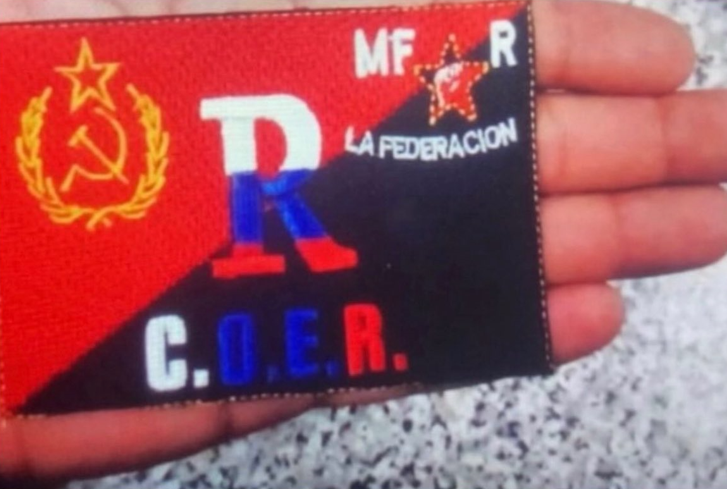 MF R
LA FEDERACION
R
C.O.E.R.